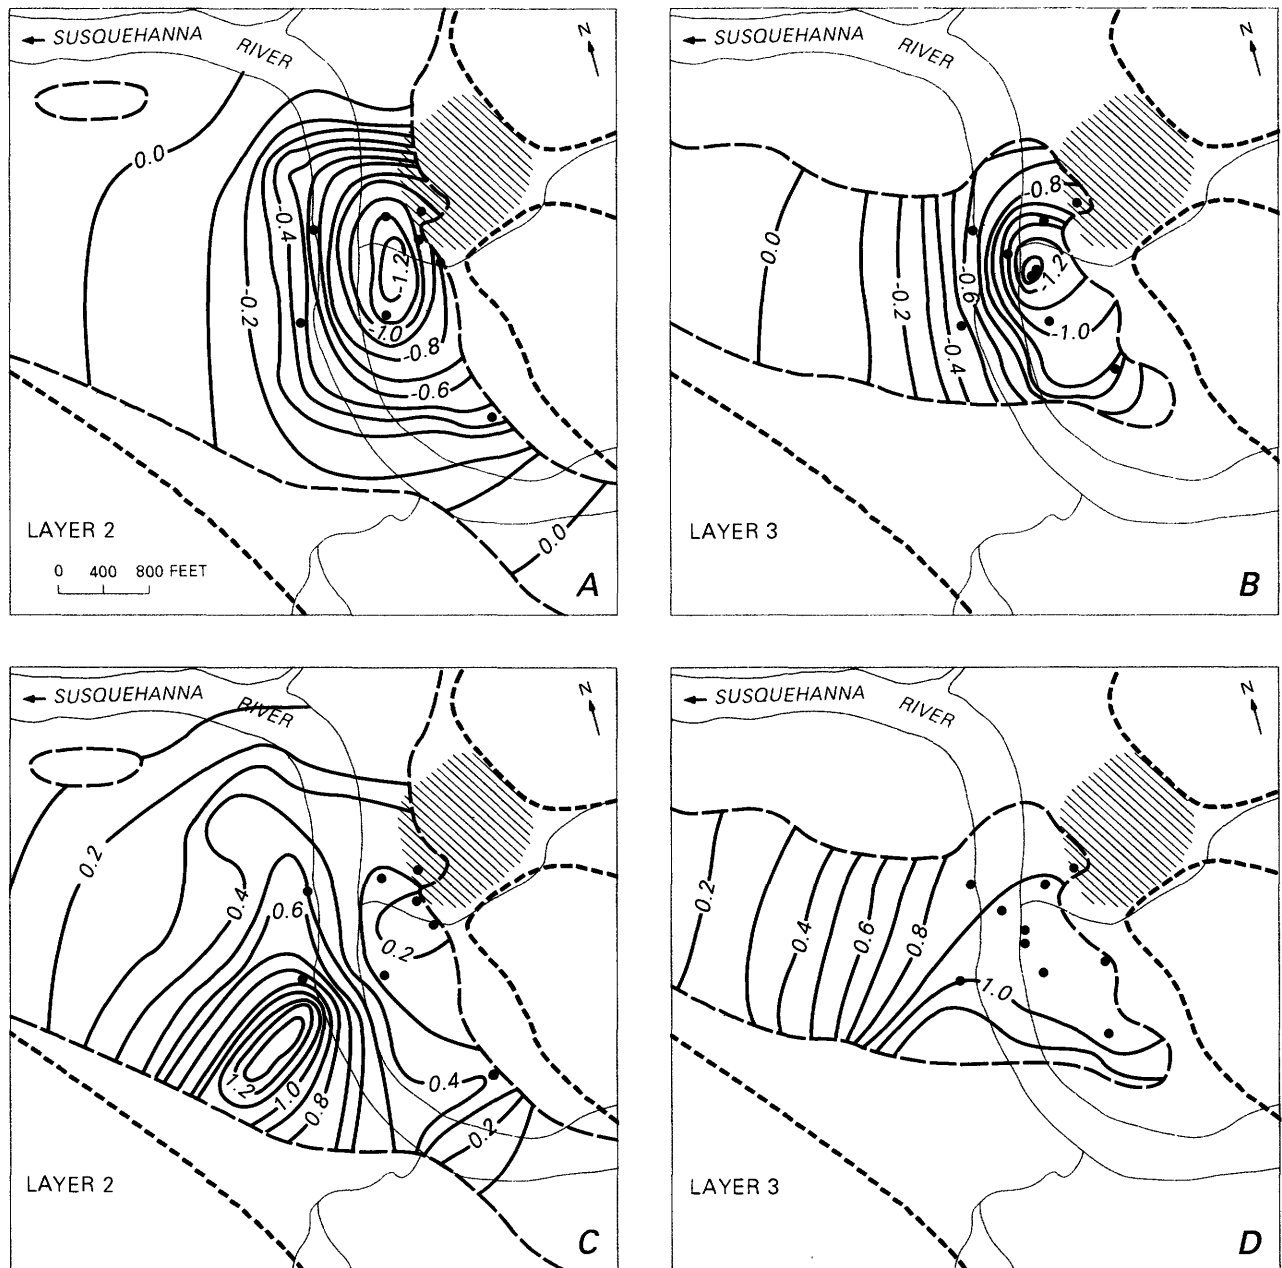 ← SUSQUEHANNA
RIVER
N
0.0
-0.4
-0.2
-1.2
-1.0
-0.8
-0.6
0.0
LAYER 2
0 400 800 FEET
A
← SUSQUEHANNA
RIVER
N
-0.8
0.0
-1.2
-0.6
-0.2
-1.0
-0.4
LAYER 3
B
← SUSQUEHANNA
RIVER
N
0.2
0.4
0.6
0.2
1.2
1.0
0.8
0.4
0.2
LAYER 2
C
← SUSQUEHANNA
RIVER
N
0.2
0.4
0.6
0.8
1.0
LAYER 3
D